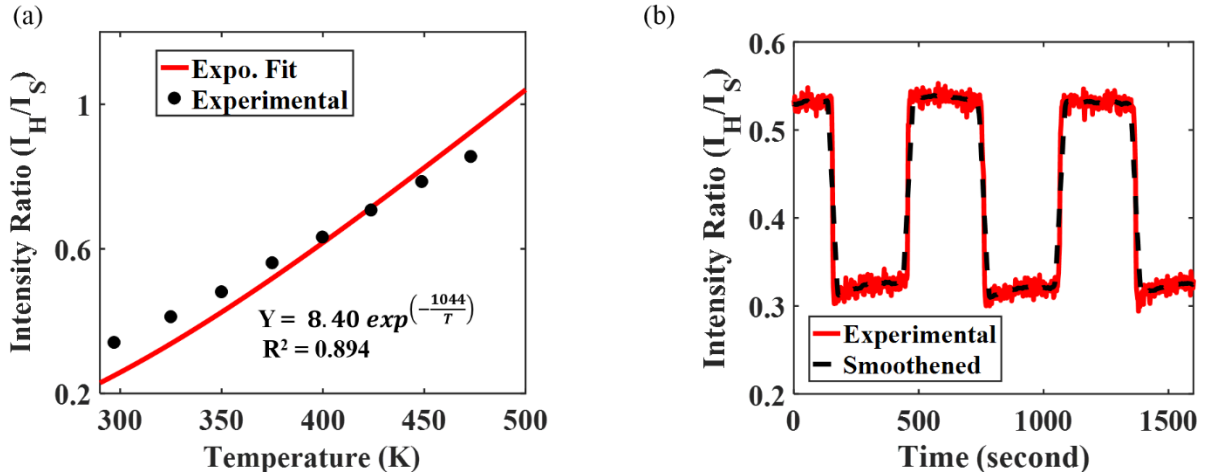 (a)
Intensity Ratio (I_H/I_S)
1
0.6
0.2
Expo. Fit
Experimental
Y = 8.40 exp^(-1044/T)
R² = 0.894
300 350 400 450 500
Temperature (K)
(b)
Intensity Ratio (I_H/I_S)
0.6
0.5
0.4
0.3
0.2
Experimental
Smoothened
0 500 1000 1500
Time (second)